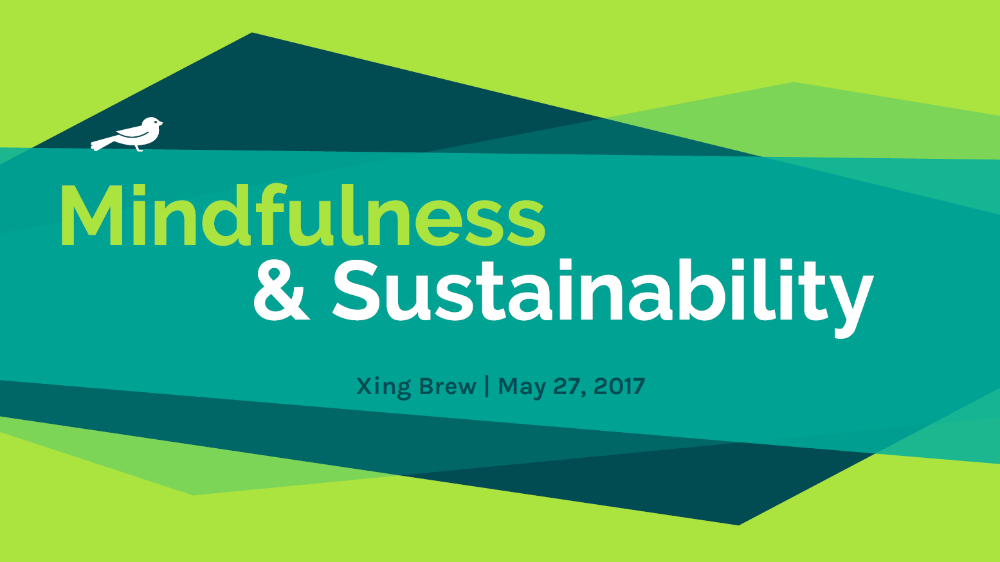 Mindfulness
& Sustainability
Xing Brew | May 27, 2017